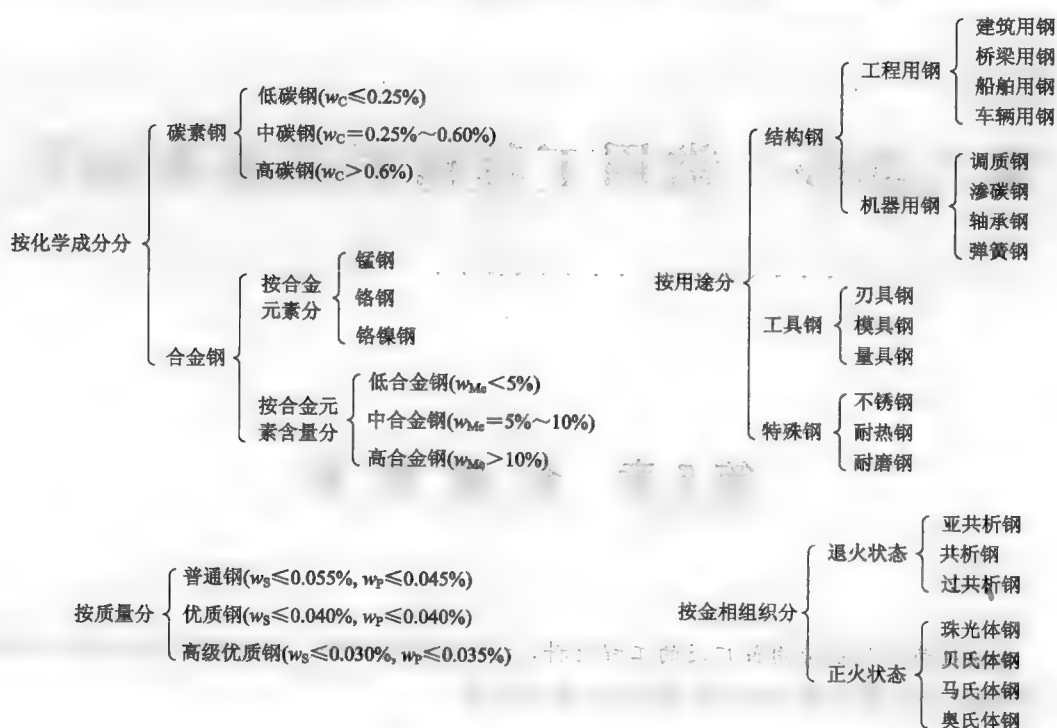 按化学成分分
碳素钢
低碳钢(wC≤0.25%)
中碳钢(wC=0.25%～0.60%)
高碳钢(wC>0.6%)
合金钢
按合金
元素分
锰钢
铬钢
铬镍钢
按合金元
素含量分
低合金钢(wMe<5%)
中合金钢(wMe=5%～10%)
高合金钢(wMe>10%)
按用途分
结构钢
工程用钢
建筑用钢
桥梁用钢
船舶用钢
车辆用钢
机器用钢
调质钢
渗碳钢
轴承钢
弹簧钢
工具钢
刃具钢
模具钢
量具钢
特殊钢
不锈钢
耐热钢
耐磨钢
按质量分
普通钢(wS≤0.055%, wP≤0.045%)
优质钢(wS≤0.040%, wP≤0.040%)
高级优质钢(wS≤0.030%, wP≤0.035%)
按金相组织分
退火状态
亚共析钢
共析钢
过共析钢
正火状态
珠光体钢
贝氏体钢
马氏体钢
奥氏体钢